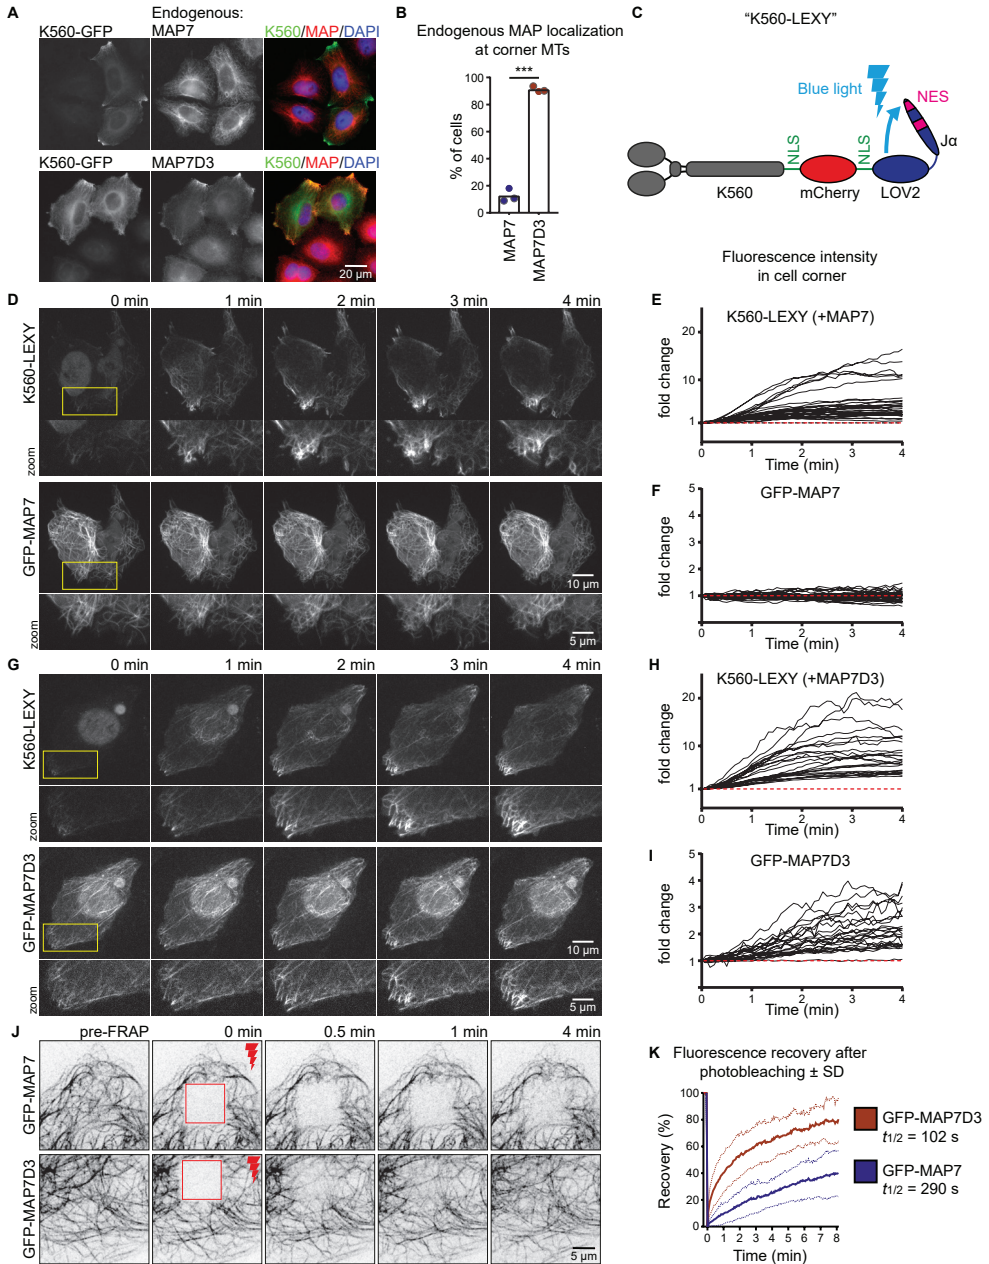 A
K560-GFP
Endogenous:
MAP7
K560/MAP/DAPI
K560-GFP
MAP7D3
K560/MAP/DAPI
20 µm
B
Endogenous MAP localization
at corner MTs
***
% of cells
100
80
60
40
20
0
MAP7
MAP7D3
C
“K560-LEXY”
Blue light
NES
NLS
NLS
Jα
K560
mCherry
LOV2
D
0 min
1 min
2 min
3 min
4 min
K560-LEXY
zoom
GFP-MAP7
10 µm
zoom
5 µm
Fluorescence intensity
in cell corner
E
K560-LEXY (+MAP7)
fold change
20
10
1
0
1
2
3
4
Time (min)
F
GFP-MAP7
fold change
5
4
3
2
1
0
1
2
3
4
Time (min)
G
0 min
1 min
2 min
3 min
4 min
K560-LEXY
zoom
GFP-MAP7D3
10 µm
zoom
5 µm
H
K560-LEXY (+MAP7D3)
fold change
20
10
1
0
1
2
3
4
Time (min)
I
GFP-MAP7D3
fold change
5
4
3
2
1
0
1
2
3
4
Time (min)
J
pre-FRAP
0 min
0.5 min
1 min
4 min
GFP-MAP7
GFP-MAP7D3
5 µm
K
Fluorescence recovery after
photobleaching ± SD
Recovery (%)
100
80
60
40
20
0
0 1 2 3 4 5 6 7 8
Time (min)
GFP-MAP7D3
t1/2 = 102 s
GFP-MAP7
t1/2 = 290 s